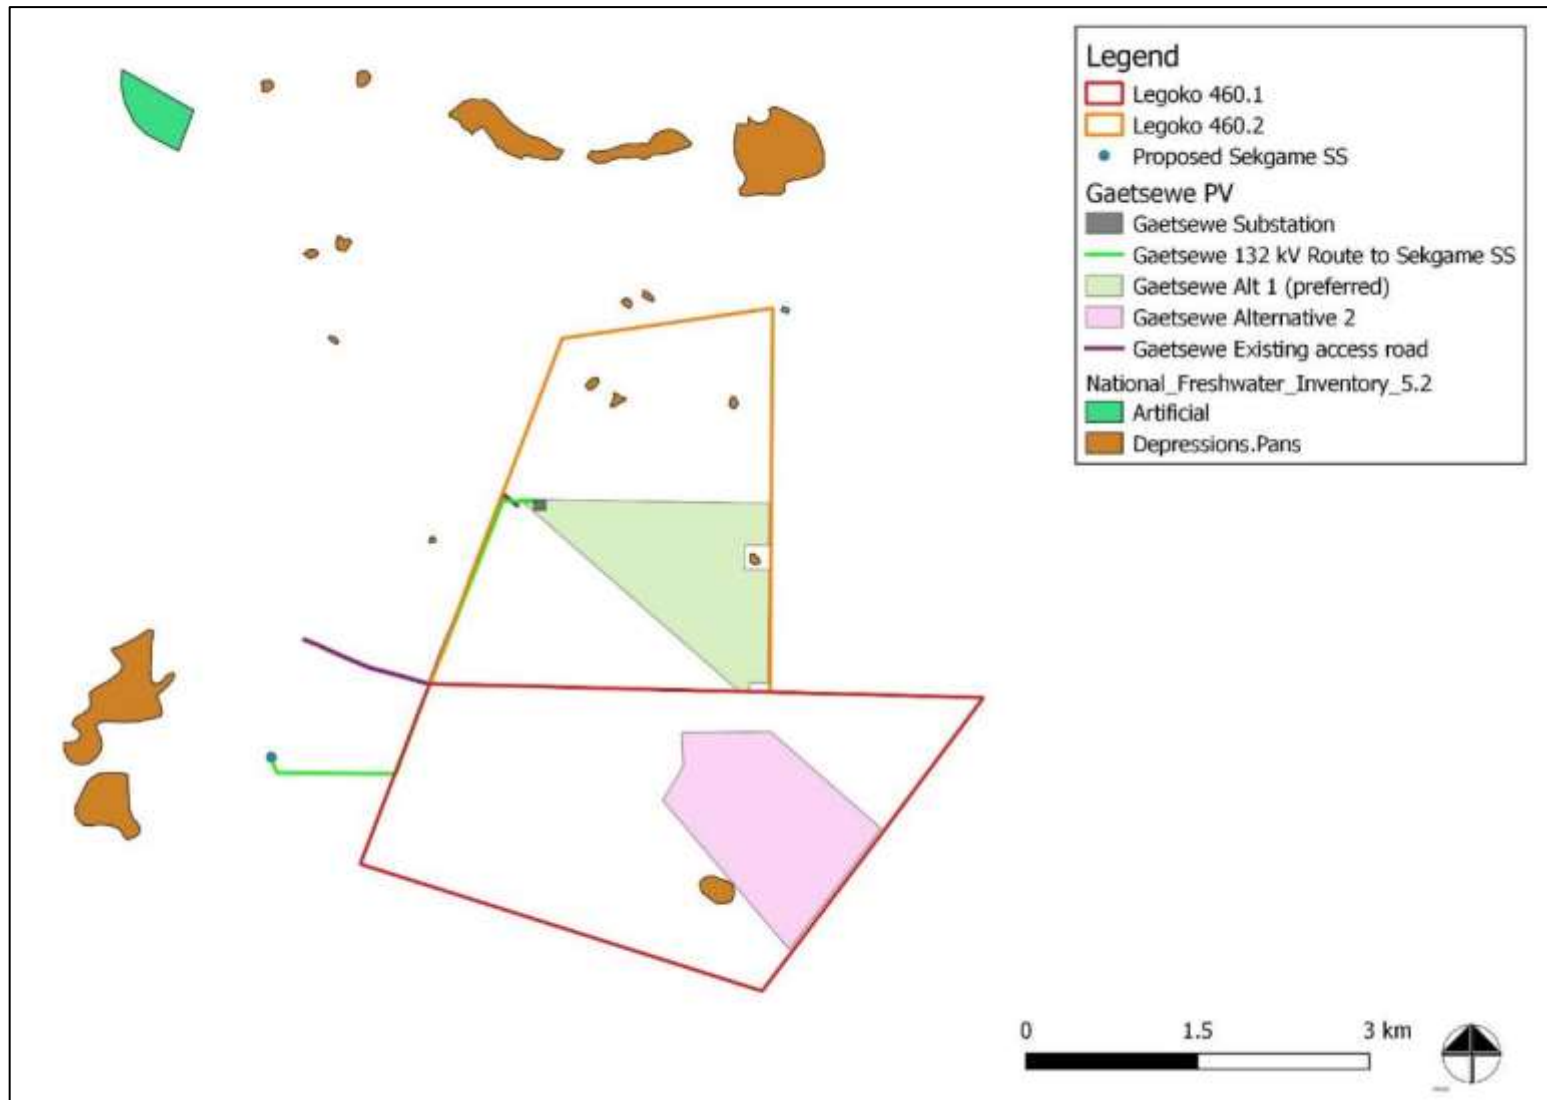 Legend
Legoko 460.1
Legoko 460.2
Proposed Sekgame SS
Gaetsewe PV
Gaetsewe Substation
Gaetsewe 132 kV Route to Sekgame SS
Gaetsewe Alt 1 (preferred)
Gaetsewe Alternative 2
Gaetsewe Existing access road
National_Freshwater_Inventory_5.2
Artificial
Depressions.Pans
0 1.5 3 km